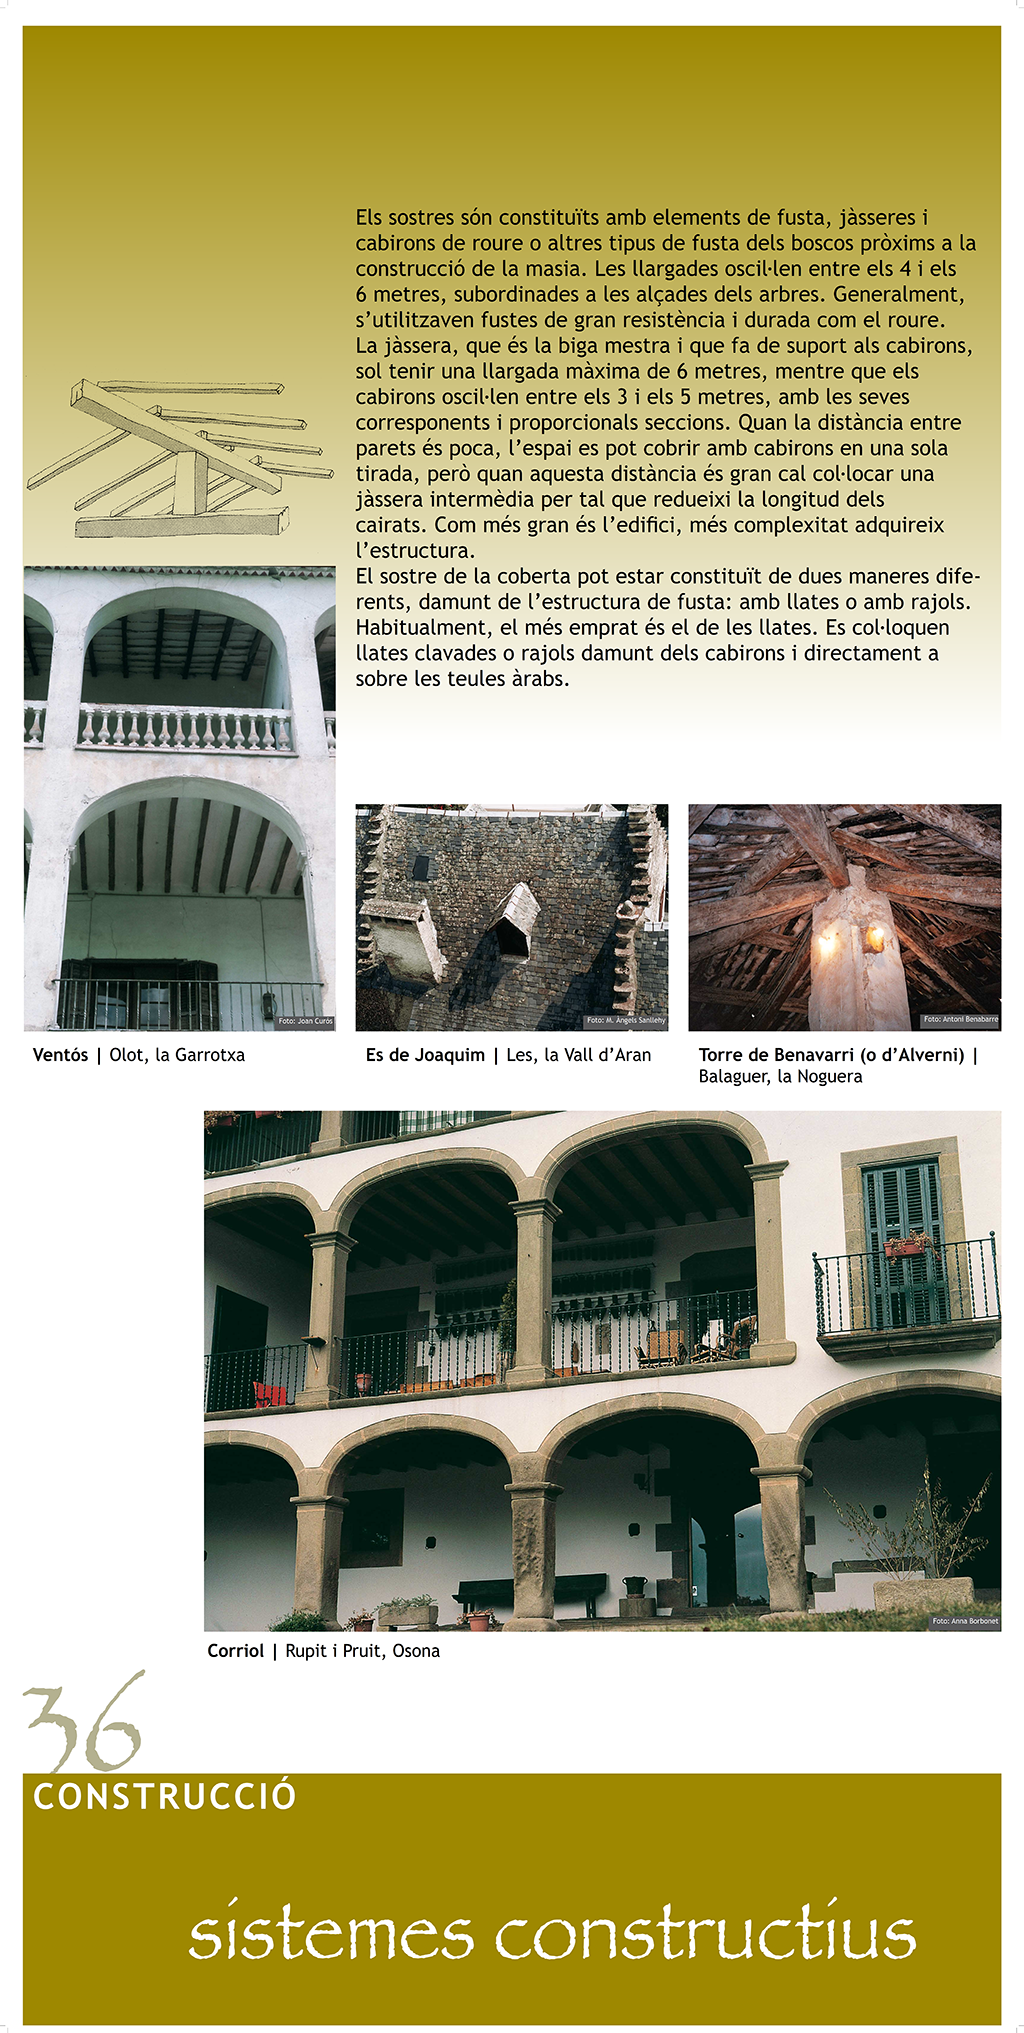 Els sostres són constituïts amb elements de fusta, jàsseres i
cabirons de roure o altres tipus de fusta dels boscos pròxims a la
construcció de la masia. Les llargades oscil·len entre els 4 i els
6 metres, subordinades a les alçades dels arbres. Generalment,
s’utilitzaven fustes de gran resistència i durada com el roure.
La jàssera, que és la biga mestra i que fa de suport als cabirons,
sol tenir una llargada màxima de 6 metres, mentre que els
cabirons oscil·len entre els 3 i els 5 metres, amb les seves
corresponents i proporcionals seccions. Quan la distància entre
parets és poca, l’espai es pot cobrir amb cabirons en una sola
tirada, però quan aquesta distància és gran cal col·locar una
jàssera intermèdia per tal que redueixi la longitud dels
cairats. Com més gran és l’edifici, més complexitat adquireix
l’estructura.
El sostre de la coberta pot estar constituït de dues maneres dife-
rents, damunt de l’estructura de fusta: amb llates o amb rajols.
Habitualment, el més emprat és el de les llates. Es col·loquen
llates clavades o rajols damunt dels cabirons i directament a
sobre les teules àrabs.
Foto: Joan Curós
Foto: M. Àngels Sanllehy
Foto: Antoni Benabarre
Ventós | Olot, la Garrotxa
Es de Joaquim | Les, la Vall d’Aran
Torre de Benavarri (o d’Alverni) |
Balaguer, la Noguera
Foto: Anna Borbonet
Corriol | Rupit i Pruit, Osona
36
CONSTRUCCIÓ
sistemes constructius